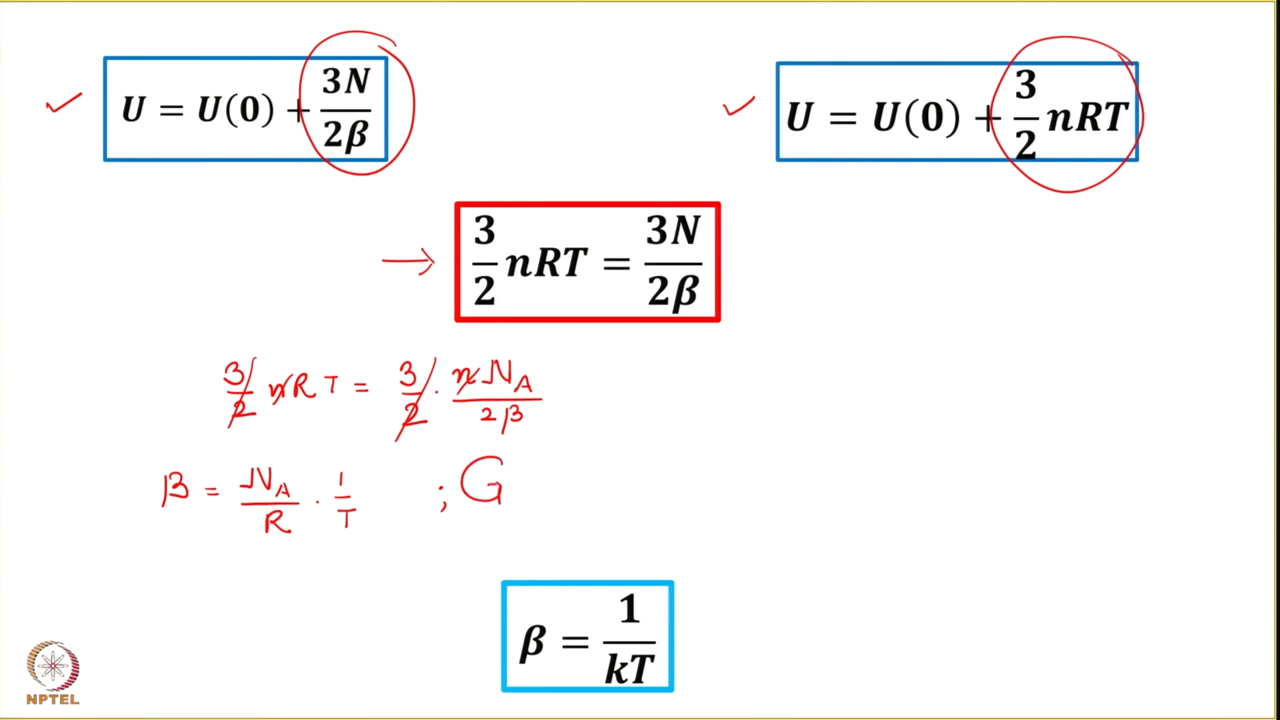 U = U(0) + 3N/2β
U = U(0) + 3/2 nRT
→ 3/2 nRT = 3N/2β
3/2 nRT = 3/2 · nN_A/2β
β = N_A/R · 1/T ; G
β = 1/kT
NPTEL